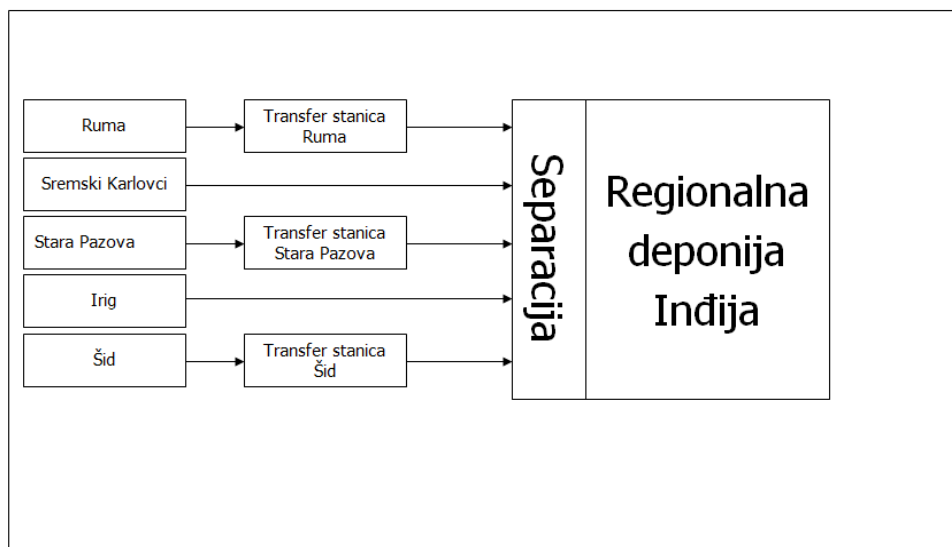 Ruma
Transfer stanica
Ruma
Sremski Karlovci
Stara Pazova
Transfer stanica
Stara Pazova
Irig
Šid
Transfer stanica
Šid
Separacija
Regionalna
deponija
Inđija